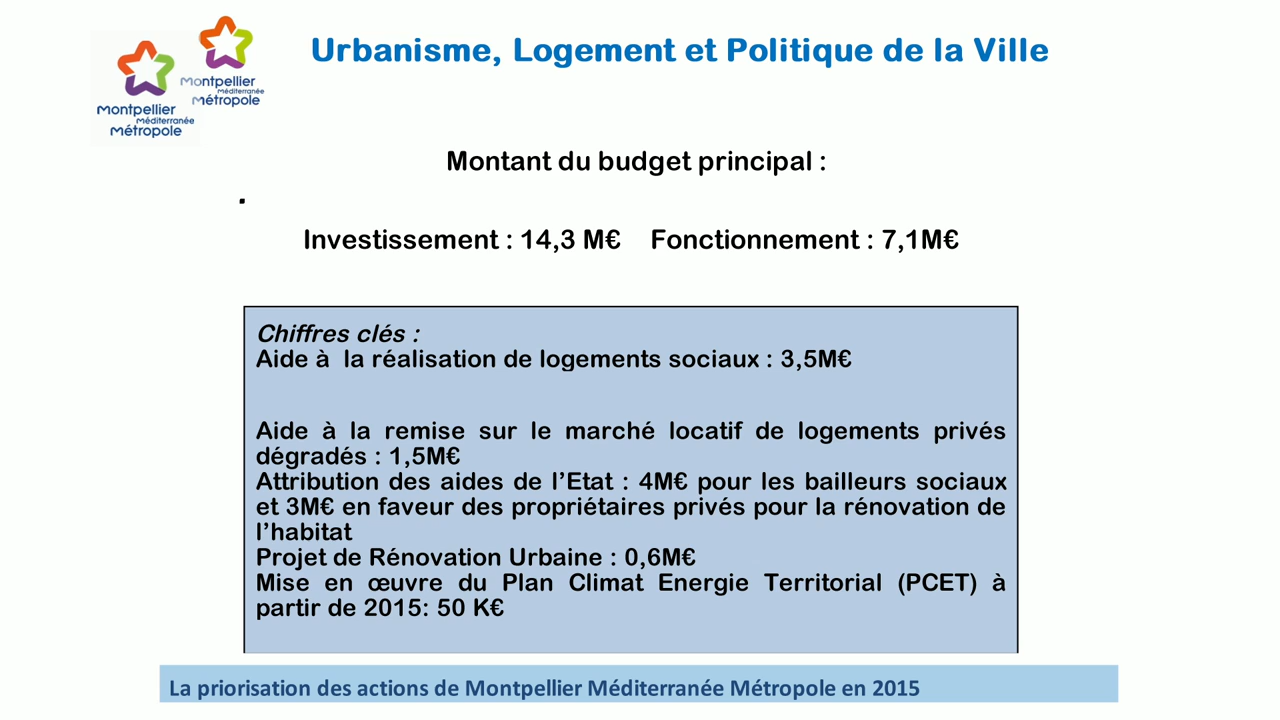 Urbanisme, Logement et Politique de la Ville
montpellier
méditerranée
métropole
montpellier
méditerranée
métropole
Montant du budget principal :
Investissement : 14,3 M€ Fonctionnement : 7,1M€
Chiffres clés :
Aide à la réalisation de logements sociaux : 3,5M€
Aide à la remise sur le marché locatif de logements privés
dégradés : 1,5M€
Attribution des aides de l’Etat : 4M€ pour les bailleurs sociaux
et 3M€ en faveur des propriétaires privés pour la rénovation de
l’habitat
Projet de Rénovation Urbaine : 0,6M€
Mise en œuvre du Plan Climat Energie Territorial (PCET) à
partir de 2015: 50 K€
La priorisation des actions de Montpellier Méditerranée Métropole en 2015